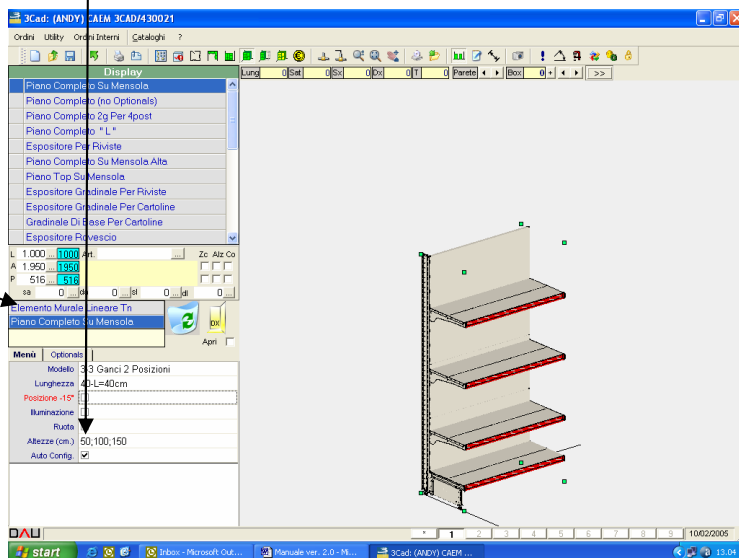 3Cad: (ANDY) CAEM 3CAD/430021
Ordini Utility Ordini Interni Cataloghi ?
Display
Lung 0 Sat 0 Sx 0 Dx 0 T 0 Parete Box 0 + >>
Piano Completo Su Mensola
Piano Completo (no Optionals)
Piano Completo 2g Per 4post
Piano Completo "L"
Espositore Per Riviste
Piano Completo Su Mensola Alta
Piano Top Su Mensola
Espositore Gradinale Per Riviste
Espositore Gradinale Per Cartoline
Gradinale Di Base Per Cartoline
Espositore Rovescio
L 1.000 ... 1000 Art. ... Zc Alz Co
A 1.950 ... 1950
P 516 ... 516
sa 0 ... da 0 ... sl 0 ... dl 0 ...
Elemento Murale Lineare Tn
Piano Completo Su Mensola
Apri
Menù Optionals
Modello 3-3 Ganci 2 Posizioni
Lunghezza 40-L=40cm
Posizione -15°
Illuminazione
Ruota
Altezze (cm.) 50;100;150
Auto Config.
DAU * 1 2 3 4 5 6 7 8 9 10/02/2005
start Inbox - Microsoft Out... Manuale ver. 2.0 - Mi... 3Cad: (ANDY) CAEM ... 13.04